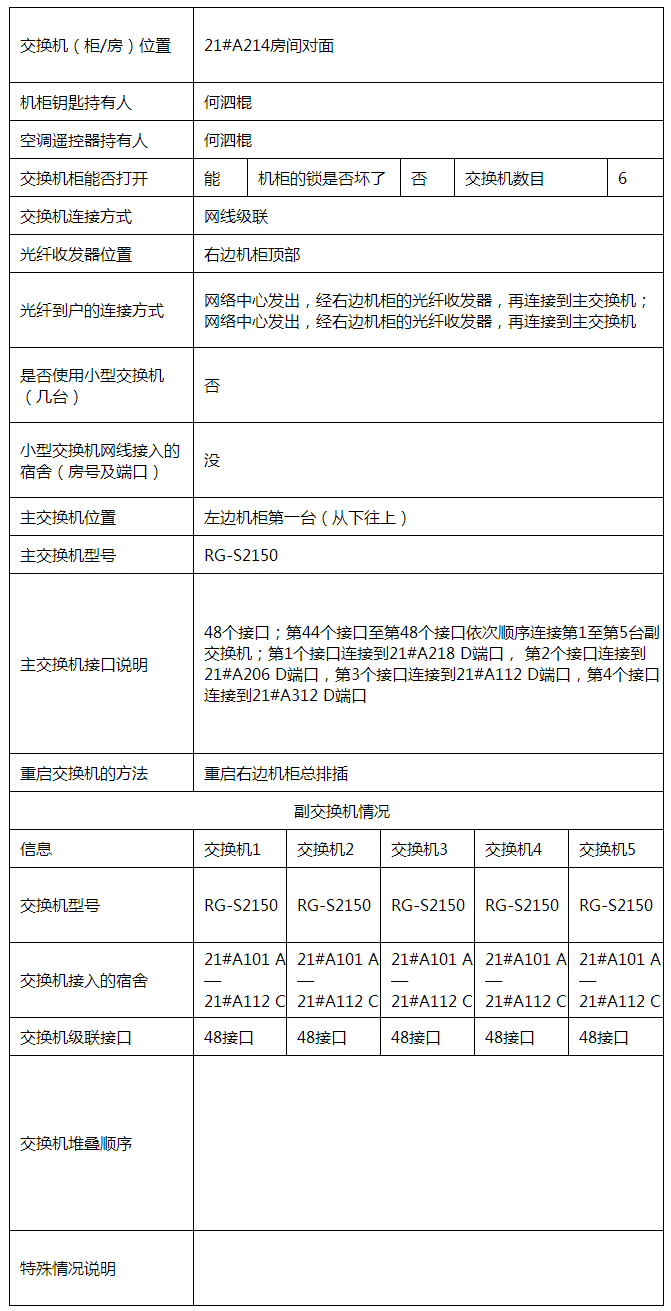 交换机（柜/房）位置 21#A214房间对面
机柜钥匙持有人 何泗棍
空调遥控器持有人 何泗棍
交换机柜能否打开 能 机柜的锁是否坏了 否 交换机数目 6
交换机连接方式 网线级联
光纤收发器位置 右边机柜顶部
光纤到户的连接方式
网络中心发出，经右边机柜的光纤收发器，再连接到主交换机；
网络中心发出，经右边机柜的光纤收发器，再连接到主交换机
是否使用小型交换机
（几台）
否
小型交换机网线接入的
宿舍（房号及端口）
没
主交换机位置 左边机柜第一台（从下往上）
主交换机型号 RG-S2150
主交换机接口说明
48个接口；第44个接口至第48个接口依次顺序连接第1至第5台副
交换机；第1个接口连接到21#A218 D端口， 第2个接口连接到
21#A206 D端口，第3个接口连接到21#A112 D端口，第4个接口
连接到21#A312 D端口
重启交换机的方法 重启右边机柜总排插
副交换机情况
信息 交换机1 交换机2 交换机3 交换机4 交换机5
交换机型号 RG-S2150 RG-S2150 RG-S2150 RG-S2150 RG-S2150
交换机接入的宿舍
21#A101 A 21#A101 A 21#A101 A 21#A101 A 21#A101 A
— — — — —
21#A112 C 21#A112 C 21#A112 C 21#A112 C 21#A112 C
交换机级联接口 48接口 48接口 48接口 48接口 48接口
交换机堆叠顺序
特殊情况说明